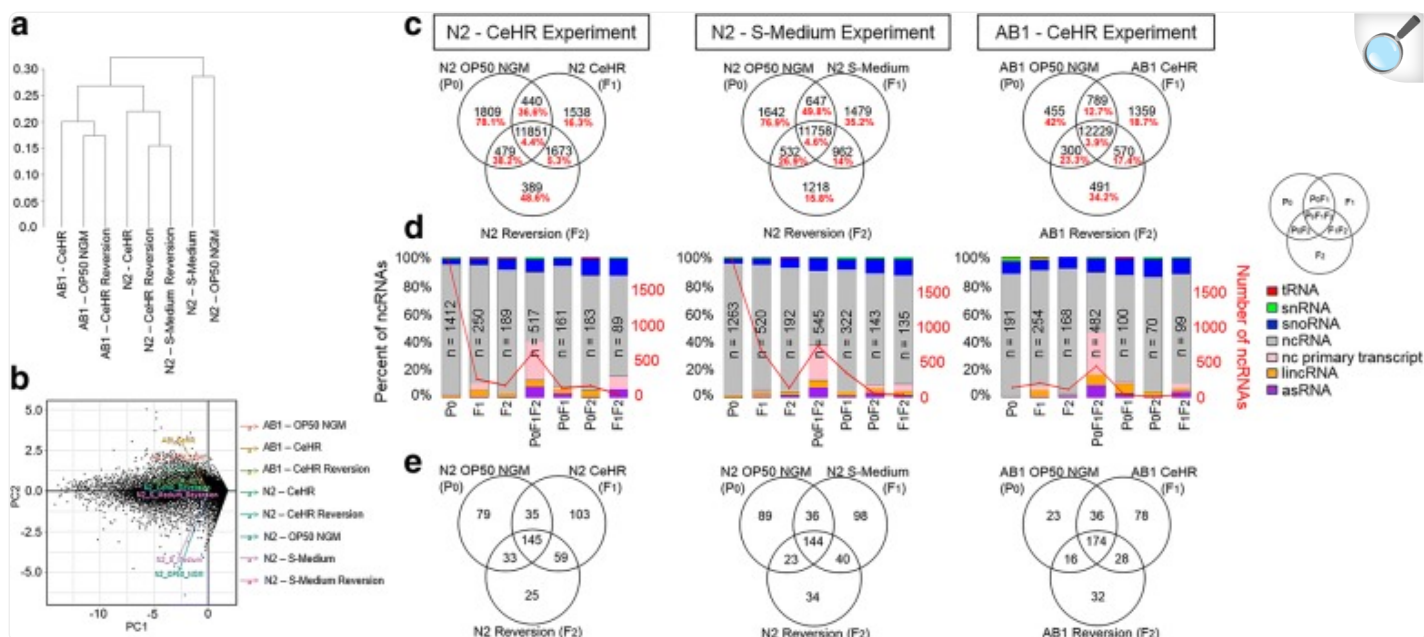 a
0.30
0.25
0.20
0.15
0.10
0.05
0.0
AB1 - CeHR
AB1 – OP50 NGM
AB1 – CeHR Reversion
N2 - CeHR
N2 – CeHR Reversion
N2 – S-Medium Reversion
N2 – S-Medium
N2 – OP50 NGM
b
5.0
2.5
0.0
-2.5
-5.0
PC2
-10
-5
0
PC1
N2_OP50_NGM
AB1 – OP50 NGM
AB1 – CeHR
AB1 – CeHR Reversion
N2 – CeHR
N2 – CeHR Reversion
N2 – OP50 NGM
N2 – S-Medium
N2 – S-Medium Reversion
c
N2 - CeHR Experiment
N2 OP50 NGM
(P0)
N2 CeHR
(F1)
1809
78.1%
440
36.6%
1538
16.3%
11851
4.4%
479
38.2%
1673
5.3%
389
48.6%
N2 Reversion (F2)
N2 - S-Medium Experiment
N2 OP50 NGM
(P0)
N2 S-Medium
(F1)
1642
76.9%
647
49.8%
1479
35.2%
11758
4.6%
532
26.9%
962
14%
1218
15.8%
N2 Reversion (F2)
AB1 - CeHR Experiment
AB1 OP50 NGM
(P0)
AB1 CeHR
(F1)
455
42%
789
12.7%
1359
18.7%
12229
3.9%
300
23.3%
570
17.4%
491
34.2%
AB1 Reversion (F2)
P0
P0F1
F1
P0F1F2
P0F2
F1F2
F2
d
Percent of ncRNAs
100%
80%
60%
40%
20%
0%
n = 1412
n = 250
n = 189
n = 517
n = 161
n = 183
n = 89
P0
F1
F2
P0F1F2
P0F1
P0F2
F1F2
1500
1000
500
0
100%
80%
60%
40%
20%
0%
n = 1263
n = 520
n = 192
n = 545
n = 322
n = 143
n = 135
P0
F1
F2
P0F1F2
P0F1
P0F2
F1F2
1500
1000
500
0
100%
80%
60%
40%
20%
0%
n = 191
n = 254
n = 168
n = 482
n = 100
n = 70
n = 99
P0
F1
F2
P0F1F2
P0F1
P0F2
F1F2
1500
1000
500
0
Number of ncRNAs
tRNA
snRNA
snoRNA
ncRNA
nc primary transcript
lincRNA
asRNA
e
N2 OP50 NGM
(P0)
N2 CeHR
(F1)
79
35
103
145
33
59
25
N2 Reversion (F2)
N2 OP50 NGM
(P0)
N2 S-Medium
(F1)
89
36
98
144
23
40
34
N2 Reversion (F2)
AB1 OP50 NGM
(P0)
AB1 CeHR
(F1)
23
36
78
174
16
28
32
AB1 Reversion (F2)